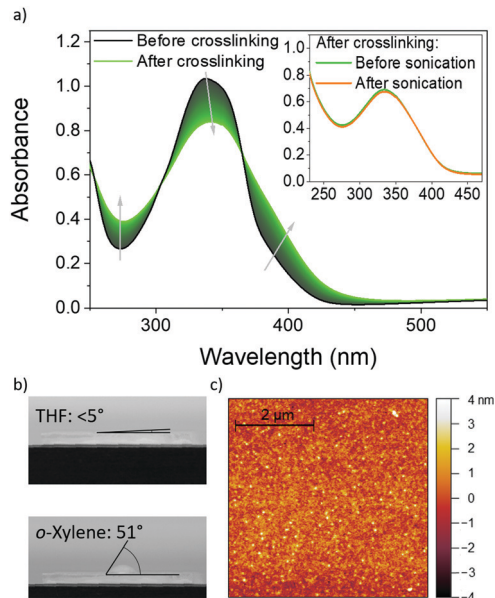 a)
1.2
1.0
0.8
0.6
0.4
0.2
0.0
Absorbance
Before crosslinking
After crosslinking
After crosslinking:
Before sonication
After sonication
1.0
0.8
0.6
0.4
0.2
0.0
250 300 350 400 450
300 400 500
Wavelength (nm)
b)
THF: <5°
o-Xylene: 51°
c)
2 µm
4 nm
3
2
1
0
−1
−2
−3
−4